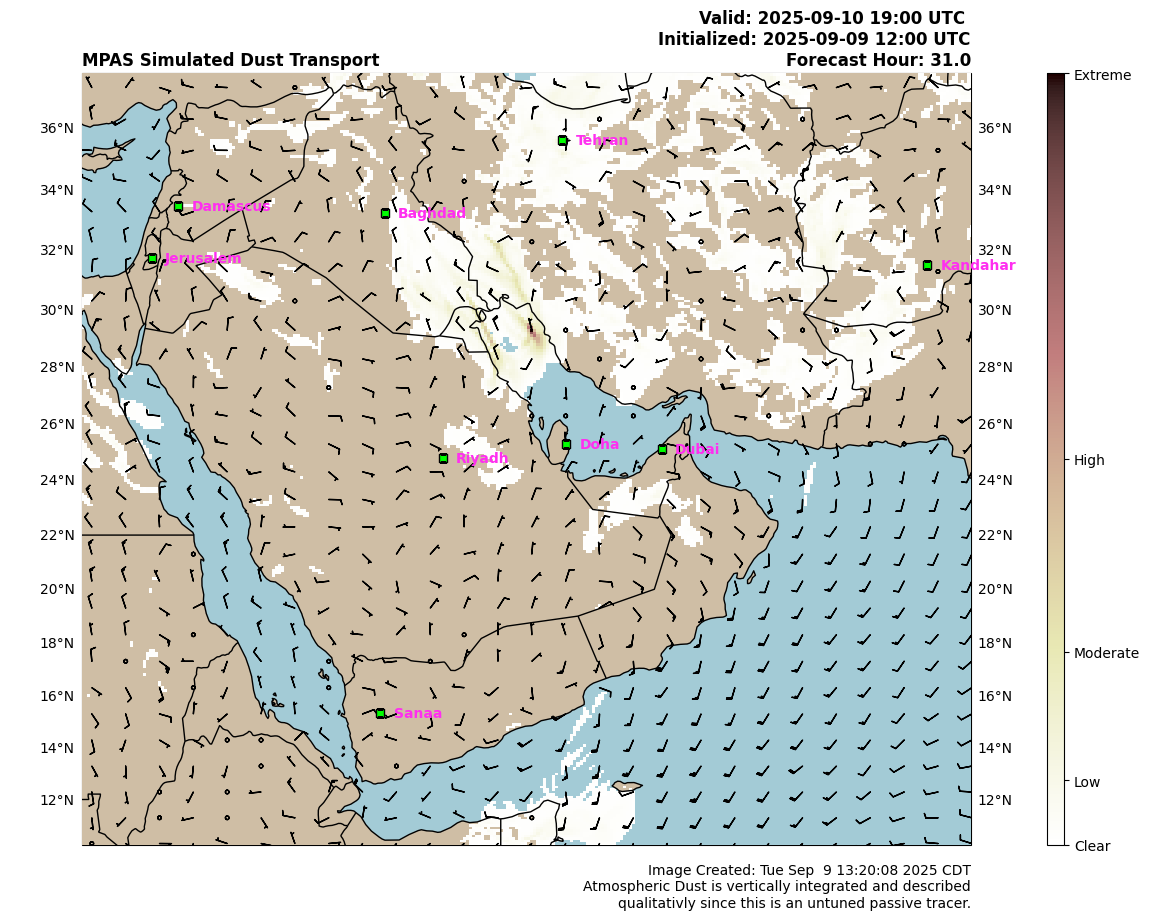 Valid: 2025-09-10 19:00 UTC
Initialized: 2025-09-09 12:00 UTC
MPAS Simulated Dust Transport Forecast Hour: 31.0
Extreme
36°N 36°N
Tehran
34°N 34°N
Damascus
Baghdad
32°N 32°N
Jerusalem
Kandahar
30°N 30°N
28°N 28°N
26°N 26°N
Doha
Dubai
Riyadh
High
24°N 24°N
22°N 22°N
20°N 20°N
18°N 18°N
Moderate
16°N 16°N
Sanaa
14°N 14°N
Low
12°N 12°N
Clear
Image Created: Tue Sep  9 13:20:08 2025 CDT
Atmospheric Dust is vertically integrated and described
qualitativly since this is an untuned passive tracer.